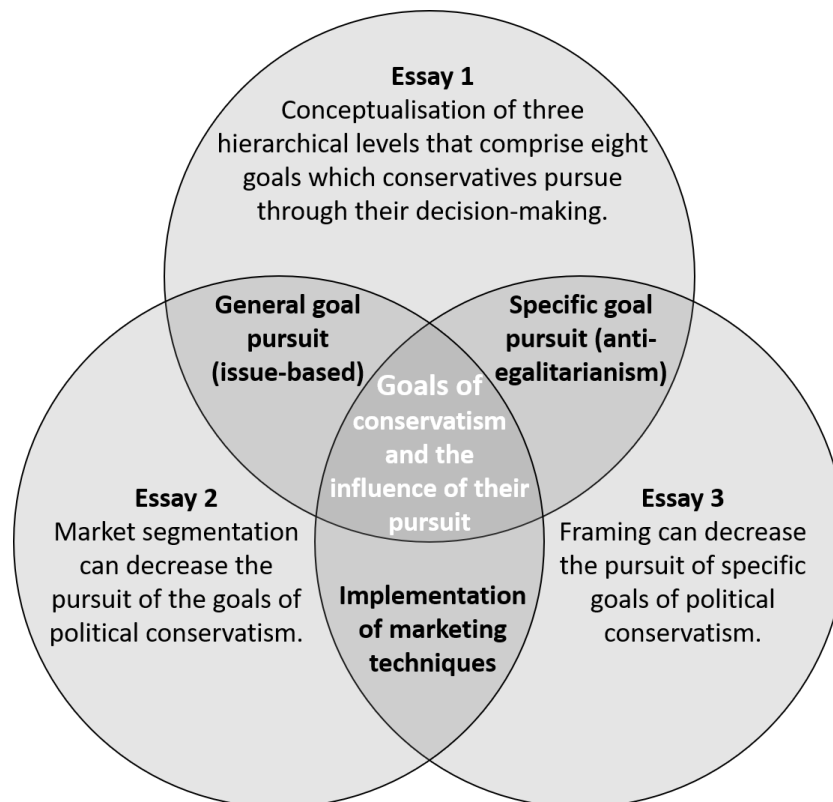 Essay 1
Conceptualisation of three
hierarchical levels that comprise eight
goals which conservatives pursue
through their decision-making.
General goal
pursuit
(issue-based)
Specific goal
pursuit (anti-
egalitarianism)
Goals of
conservatism
and the
influence of their
pursuit
Essay 2
Market segmentation
can decrease the
pursuit of the goals of
political conservatism.
Essay 3
Framing can decrease
the pursuit of specific
goals of political
conservatism.
Implementation
of marketing
techniques